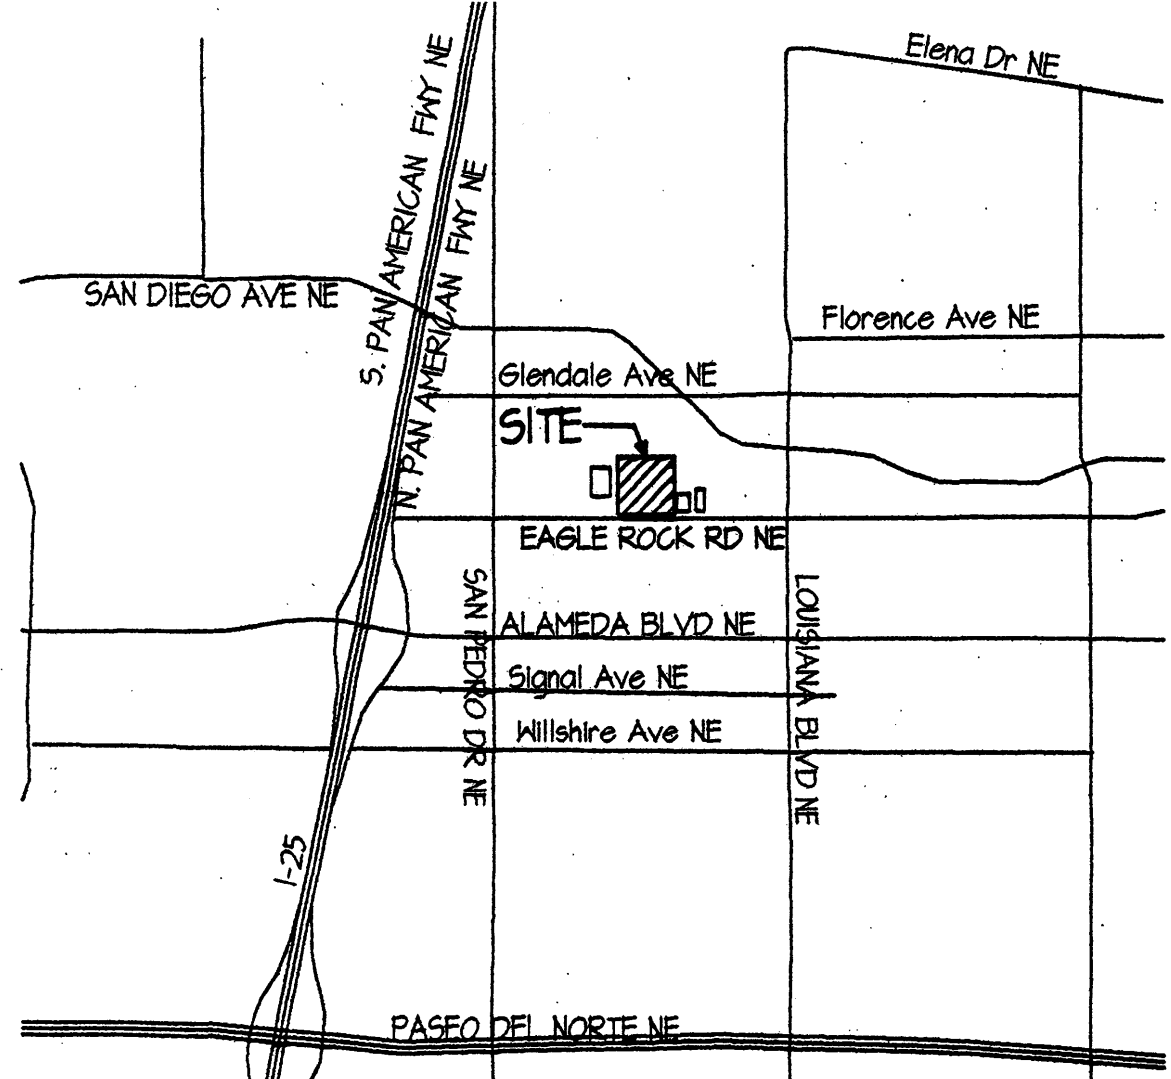 Elena Dr NE
S. PAN AMERICAN FWY NE
N. PAN AMERICAN FWY NE
SAN DIEGO AVE NE
Florence Ave NE
Glendale Ave NE
SITE
EAGLE ROCK RD NE
SAN PEDRO DR NE
LOUISIANA BLVD NE
ALAMEDA BLVD NE
Signal Ave NE
Willshire Ave NE
I-25
PASEO DEL NORTE NE